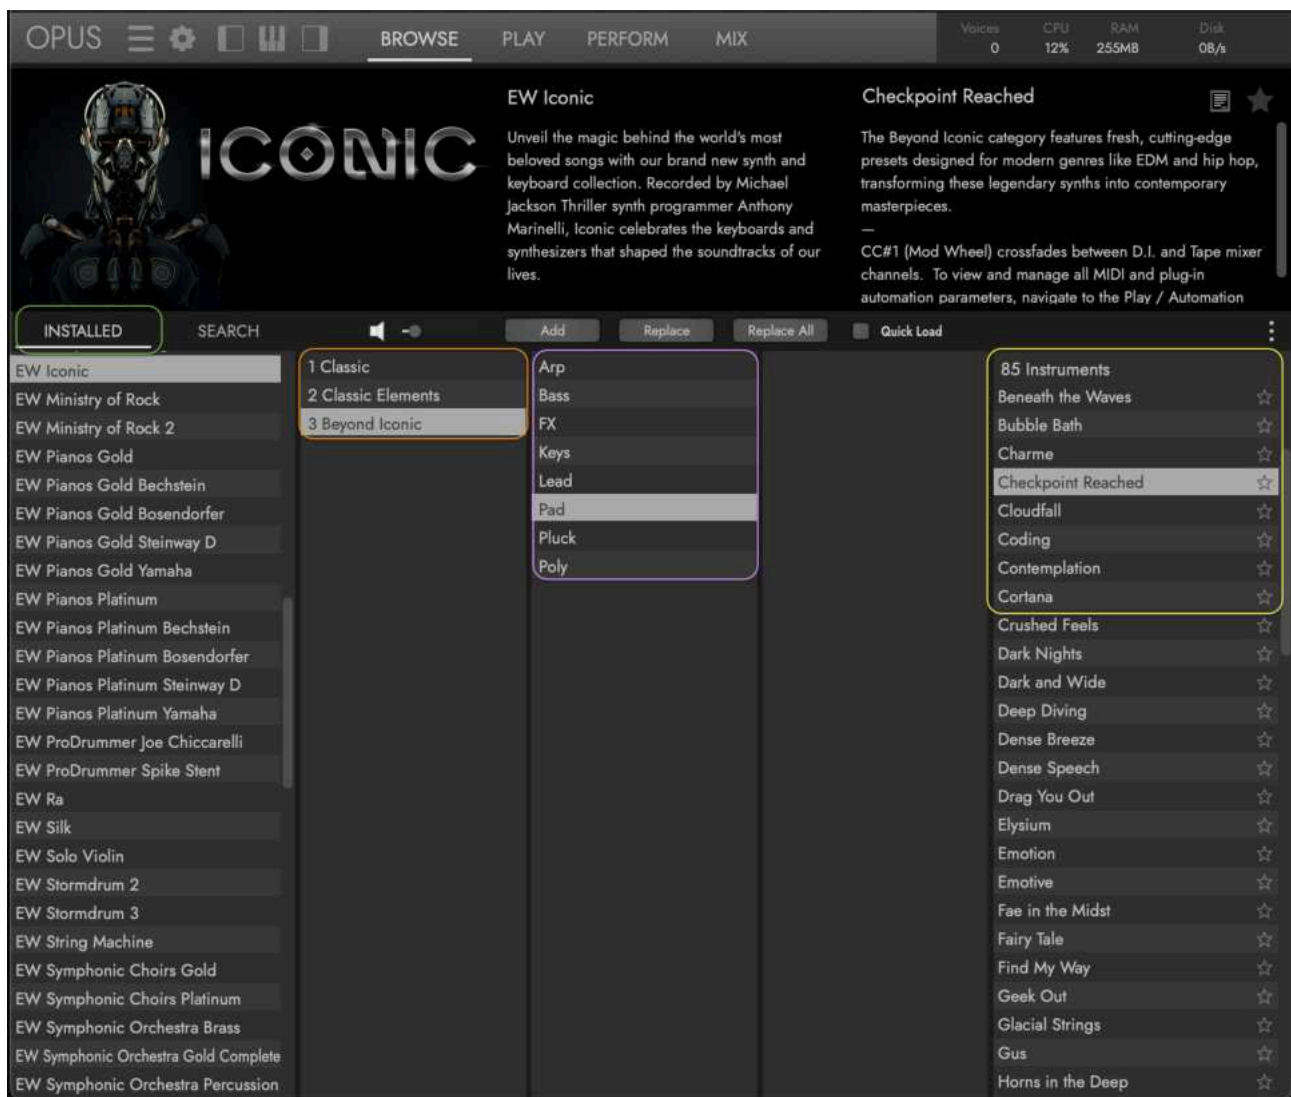 OPUS
BROWSE
PLAY
PERFORM
MIX
Voices
0
CPU
12%
RAM
255MB
Disk
0B/s
ICONIC
EW Iconic
Unveil the magic behind the world's most
beloved songs with our brand new synth and
keyboard collection. Recorded by Michael
Jackson Thriller synth programmer Anthony
Marinelli, Iconic celebrates the keyboards and
synthesizers that shaped the soundtracks of our
lives.
Checkpoint Reached
The Beyond Iconic category features fresh, cutting-edge
presets designed for modern genres like EDM and hip hop,
transforming these legendary synths into contemporary
masterpieces.
—
CC#1 (Mod Wheel) crossfades between D.I. and Tape mixer
channels. To view and manage all MIDI and plug-in
automation parameters, navigate to the Play / Automation
INSTALLED
SEARCH
Add
Replace
Replace All
Quick Load
EW Iconic
EW Ministry of Rock
EW Ministry of Rock 2
EW Pianos Gold
EW Pianos Gold Bechstein
EW Pianos Gold Bosendorfer
EW Pianos Gold Steinway D
EW Pianos Gold Yamaha
EW Pianos Platinum
EW Pianos Platinum Bechstein
EW Pianos Platinum Bosendorfer
EW Pianos Platinum Steinway D
EW Pianos Platinum Yamaha
EW ProDrummer Joe Chiccarelli
EW ProDrummer Spike Stent
EW Ra
EW Silk
EW Solo Violin
EW Stormdrum 2
EW Stormdrum 3
EW String Machine
EW Symphonic Choirs Gold
EW Symphonic Choirs Platinum
EW Symphonic Orchestra Brass
EW Symphonic Orchestra Gold Complete
EW Symphonic Orchestra Percussion
1 Classic
2 Classic Elements
3 Beyond Iconic
Arp
Bass
FX
Keys
Lead
Pad
Pluck
Poly
85 Instruments
Beneath the Waves
Bubble Bath
Charme
Checkpoint Reached
Cloudfall
Coding
Contemplation
Cortana
Crushed Feels
Dark Nights
Dark and Wide
Deep Diving
Dense Breeze
Dense Speech
Drag You Out
Elysium
Emotion
Emotive
Fae in the Midst
Fairy Tale
Find My Way
Geek Out
Glacial Strings
Gus
Horns in the Deep